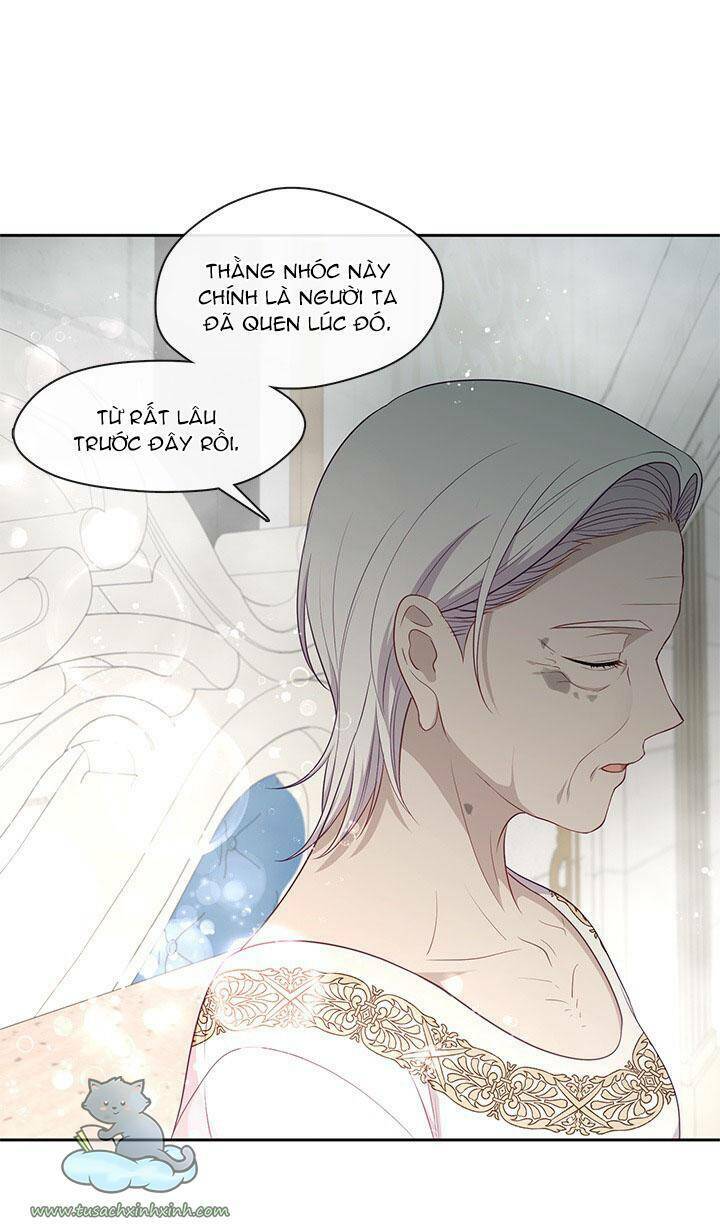 THẰNG NHÓC NÀY
CHÍNH LÀ NGƯỜI TA
ĐÃ QUEN LÚC ĐÓ.
TỪ RẤT LÂU
TRƯỚC ĐÂY RỒI.
www.tusachxinhxinh.com